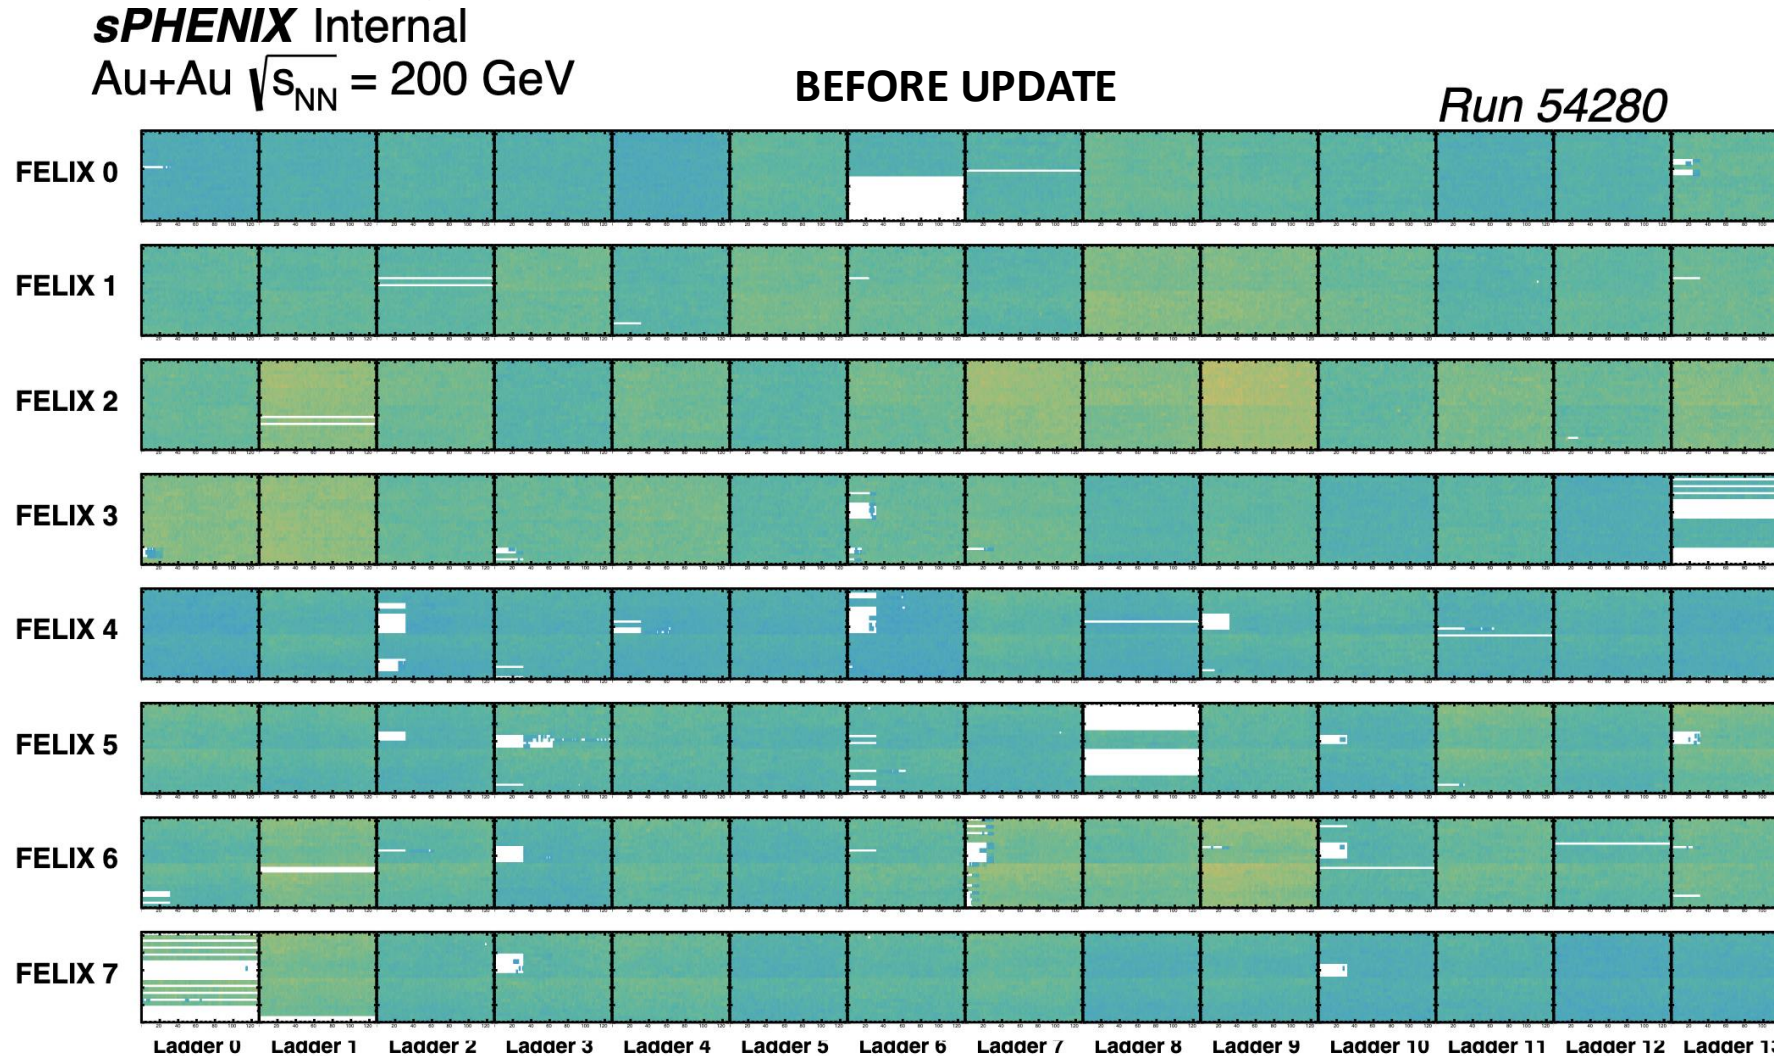 sPHENIX Internal
Au+Au √sNN = 200 GeV
BEFORE UPDATE
Run 54280
FELIX 0
FELIX 1
FELIX 2
FELIX 3
FELIX 4
FELIX 5
FELIX 6
FELIX 7
Ladder 0 Ladder 1 Ladder 2 Ladder 3 Ladder 4 Ladder 5 Ladder 6 Ladder 7 Ladder 8 Ladder 9 Ladder 10 Ladder 11 Ladder 12 Ladder 13